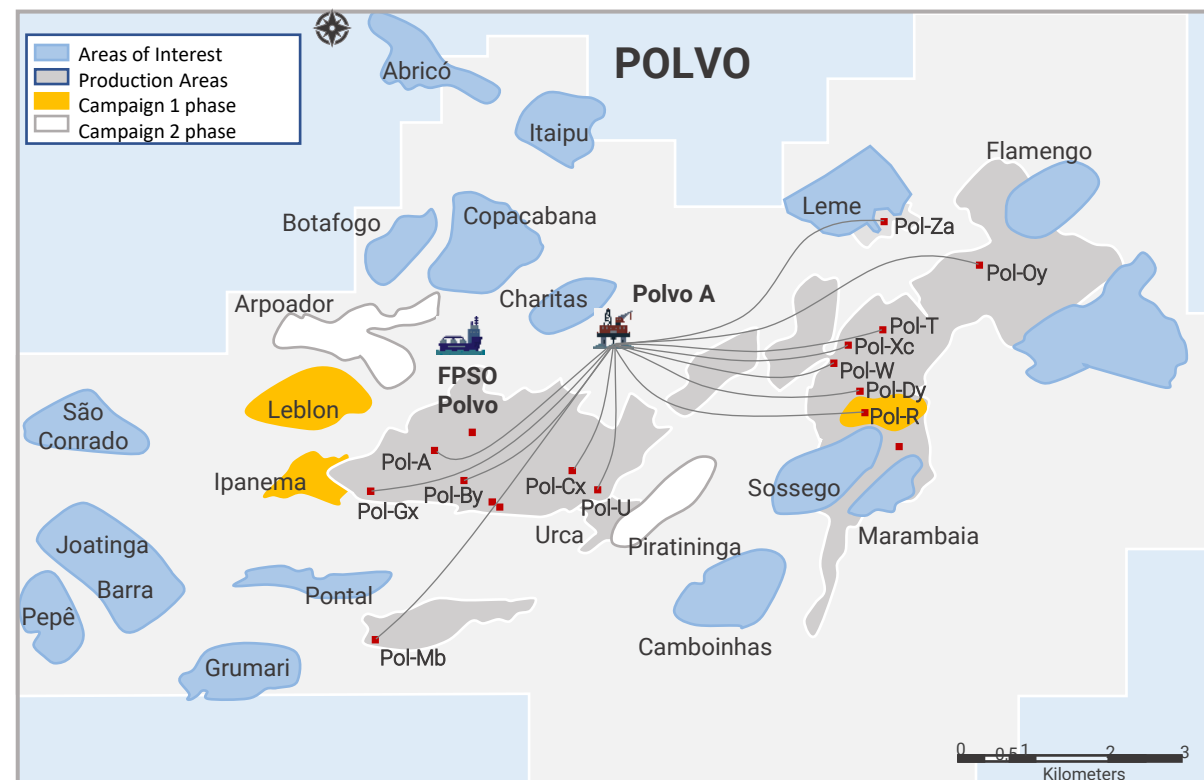 POLVO
Areas of Interest
Production Areas
Campaign 1 phase
Campaign 2 phase
Abricó
Itaipu
Flamengo
Leme
Pol-Za
Botafogo
Copacabana
Pol-Oy
Charitas
Polvo A
Arpoador
Pol-T
Pol-Xc
Pol-W
FPSO
Polvo
Pol-Dy
Leblon
Pol-R
São
Conrado
Pol-A
Ipanema
Pol-By
Pol-Cx
Sossego
Pol-Gx
Pol-U
Urca
Marambaia
Piratininga
Joatinga
Barra
Pontal
Pepê
Camboinhas
Pol-Mb
Grumari
0 0,5 1 2 3
Kilometers